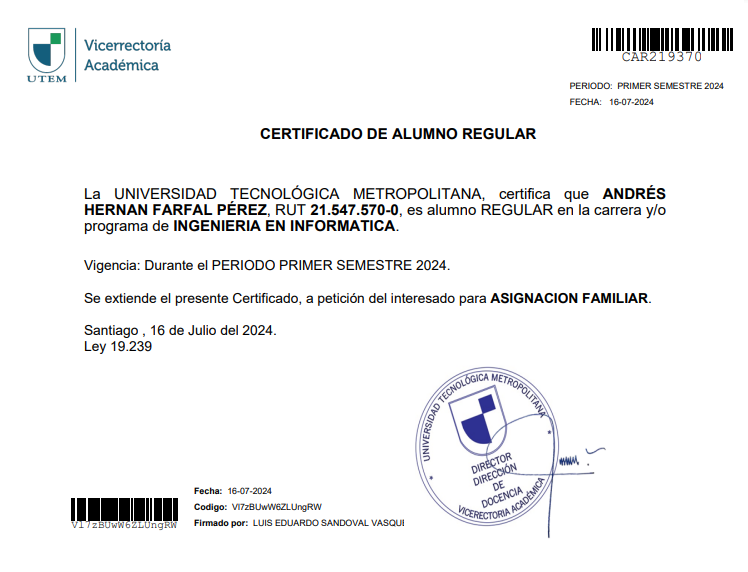 UTEM
Vicerrectoría
Académica
CAR219370
PERIODO: PRIMER SEMESTRE 2024
FECHA: 16-07-2024
CERTIFICADO DE ALUMNO REGULAR
La UNIVERSIDAD TECNOLÓGICA METROPOLITANA, certifica que ANDRÉS
HERNAN FARFAL PÉREZ, RUT 21.547.570-0, es alumno REGULAR en la carrera y/o
programa de INGENIERIA EN INFORMATICA.
Vigencia: Durante el PERIODO PRIMER SEMESTRE 2024.
Se extiende el presente Certificado, a petición del interesado para ASIGNACION FAMILIAR.
Santiago , 16 de Julio del 2024.
Ley 19.239
UNIVERSIDAD TECNOLÓGICA METROPOLITANA
DIRECTOR
DIRECCIÓN
DE
DOCENCIA
VICERECTORIA ACADÉMICA
Vl7zBUwW6ZLUngRW
Fecha: 16-07-2024
Codigo: Vl7zBUwW6ZLUngRW
Firmado por: LUIS EDUARDO SANDOVAL VASQUE